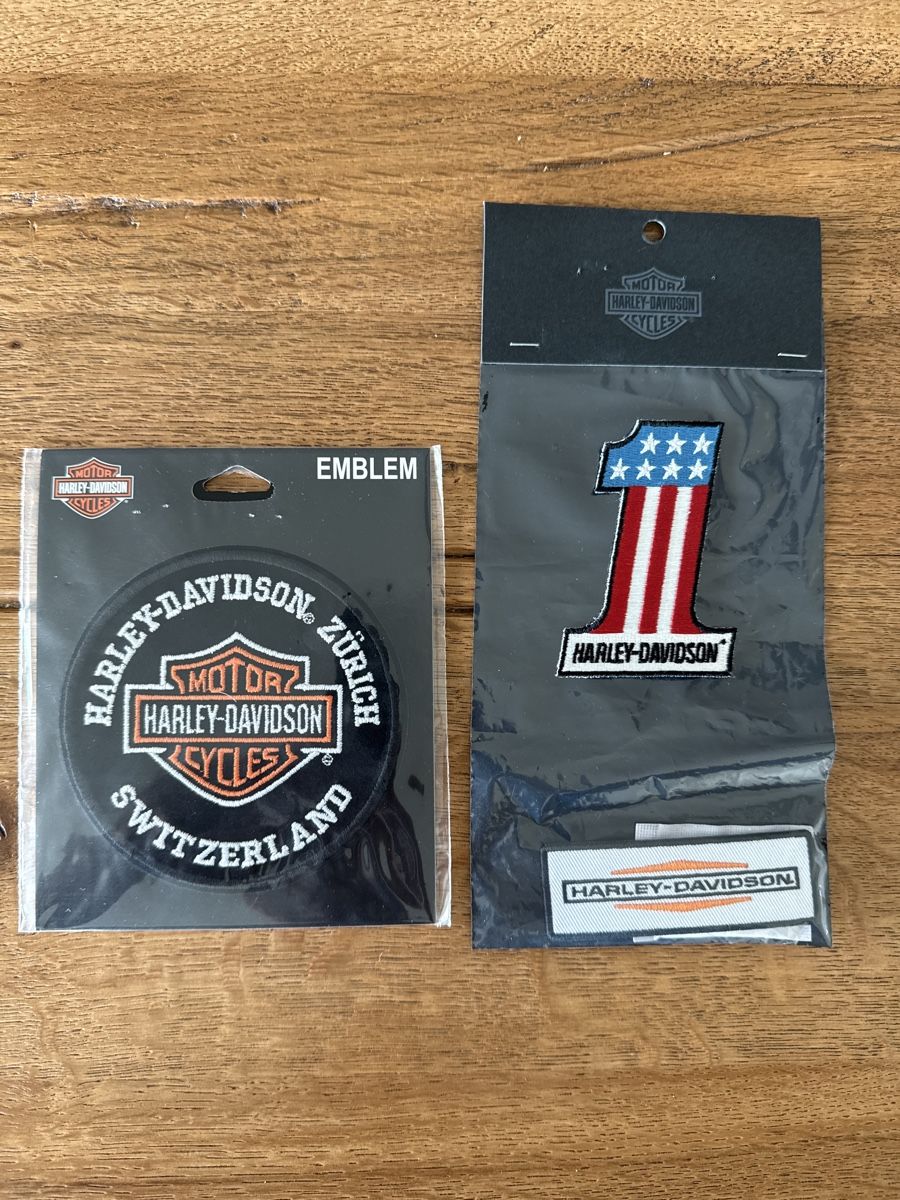 MOTOR
HARLEY-DAVIDSON
CYCLES
EMBLEM
HARLEY-DAVIDSON® ZÜRICH
MOTOR
HARLEY-DAVIDSON
CYCLES
®
SWITZERLAND
MOTOR
HARLEY-DAVIDSON
CYCLES
1
HARLEY-DAVIDSON
HARLEY-DAVIDSON